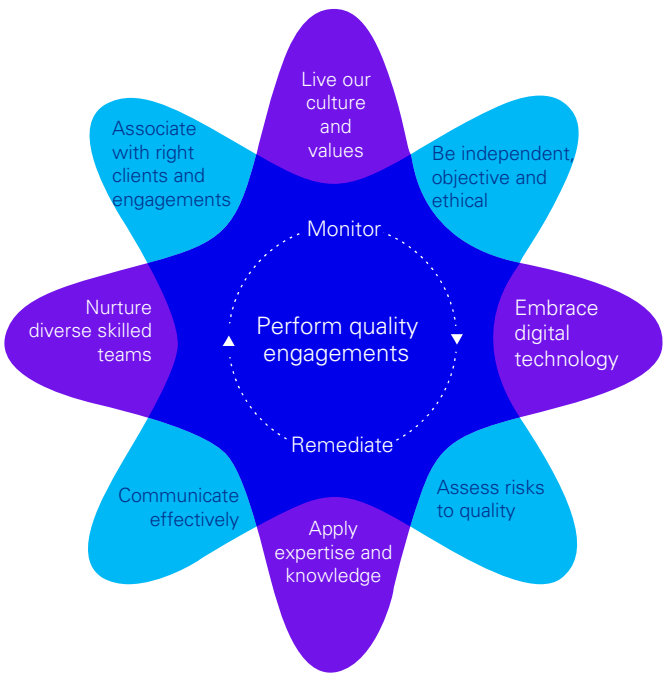 Live our
culture
and
values
Be independent,
objective and
ethical
Embrace
digital
technology
Assess risks
to quality
Apply
expertise and
knowledge
Communicate
effectively
Nurture
diverse skilled
teams
Associate
with right
clients and
engagements
Monitor
Perform quality
engagements
Remediate